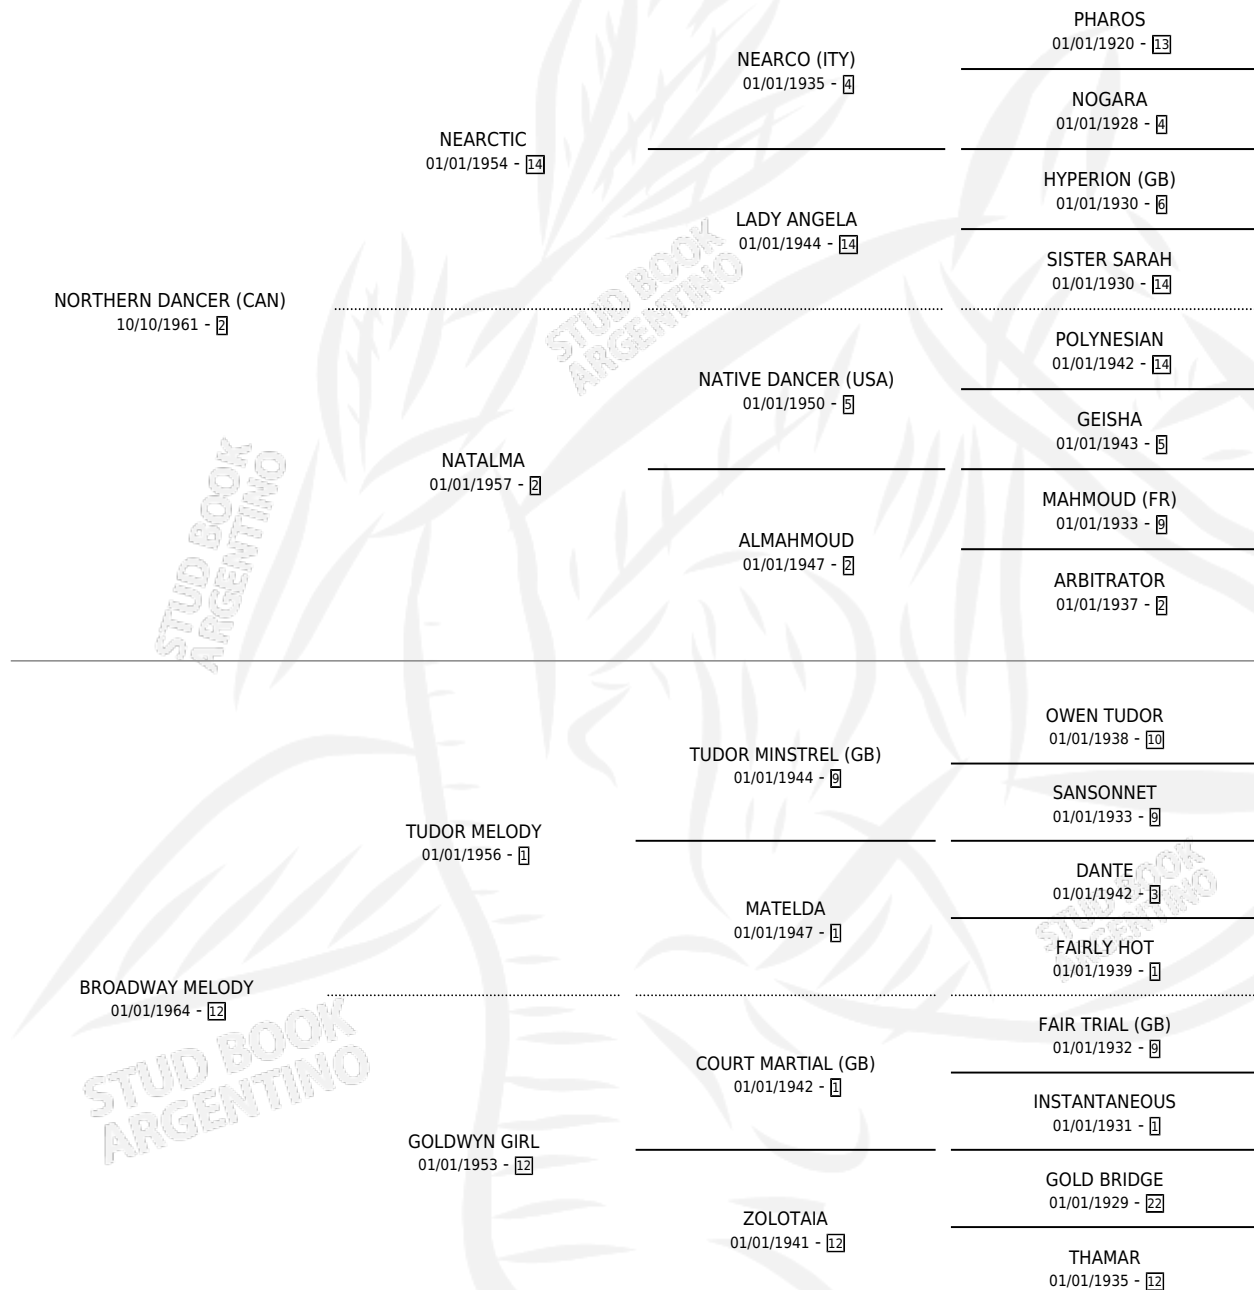 PHAROS
01/01/1920 - 13
NEARCO (ITY)
01/01/1935 - 4
NOGARA
01/01/1928 - 4
NEARCTIC
01/01/1954 - 14
HYPERION (GB)
01/01/1930 - 6
LADY ANGELA
01/01/1944 - 14
SISTER SARAH
01/01/1930 - 14
NORTHERN DANCER (CAN)
10/10/1961 - 2
STUD BOOK
ARGENTINO
POLYNESIAN
01/01/1942 - 14
NATIVE DANCER (USA)
01/01/1950 - 5
GEISHA
01/01/1943 - 5
NATALMA
01/01/1957 - 2
MAHMOUD (FR)
01/01/1933 - 9
ALMAHMOUD
01/01/1947 - 2
ARBITRATOR
01/01/1937 - 2
STUD BOOK
ARGENTINO
OWEN TUDOR
01/01/1938 - 10
TUDOR MINSTREL (GB)
01/01/1944 - 9
SANSONNET
01/01/1933 - 9
TUDOR MELODY
01/01/1956 - 1
DANTE
01/01/1942 - 3
MATELDA
01/01/1947 - 1
FAIRLY HOT
01/01/1939 - 1
STUD BOOK
ARGENTINO
BROADWAY MELODY
01/01/1964 - 12
FAIR TRIAL (GB)
01/01/1932 - 9
COURT MARTIAL (GB)
01/01/1942 - 1
INSTANTANEOUS
01/01/1931 - 1
STUD BOOK
ARGENTINO
GOLDWYN GIRL
01/01/1953 - 12
GOLD BRIDGE
01/01/1929 - 22
ZOLOTAIA
01/01/1941 - 12
THAMAR
01/01/1935 - 12